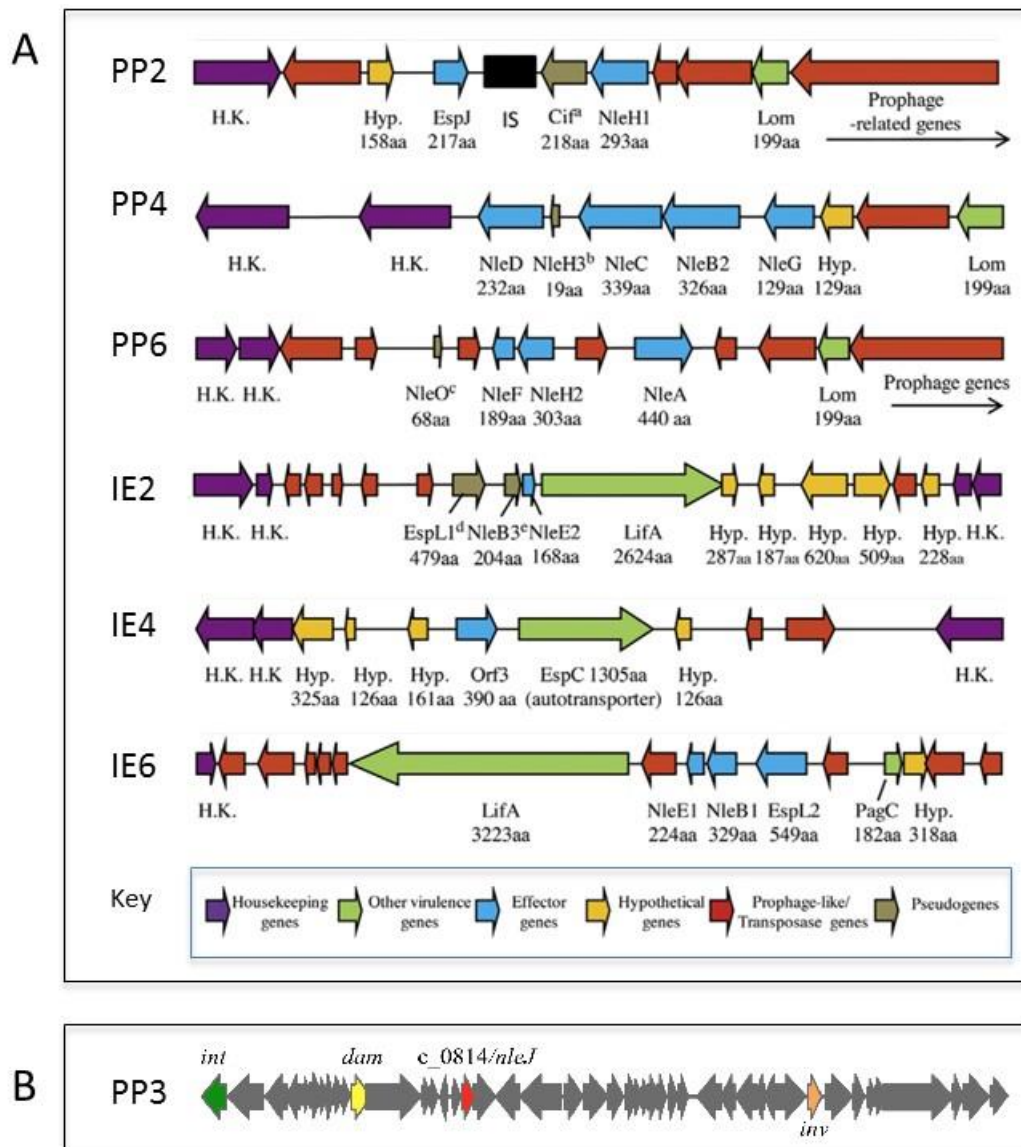 A
PP2
H.K.
Hyp.
158aa
EspJ
217aa
IS
Cifᵃ
218aa
NleH1
293aa
Lom
199aa
Prophage
-related genes
PP4
H.K.
H.K.
NleD
232aa
NleH3ᵇ
19aa
NleC
339aa
NleB2
326aa
NleG
129aa
Hyp.
129aa
Lom
199aa
PP6
H.K.
H.K.
NleOᶜ
68aa
NleF
189aa
NleH2
303aa
NleA
440 aa
Lom
199aa
Prophage genes
IE2
H.K.
H.K.
EspL1ᵈ
479aa
NleB3ᵉ
204aa
NleE2
168aa
LifA
2624aa
Hyp.
287aa
Hyp.
187aa
Hyp.
620aa
Hyp.
509aa
Hyp.
228aa
H.K.
IE4
H.K.
H.K
Hyp.
325aa
Hyp.
126aa
Hyp.
161aa
Orf3
390 aa
EspC 1305aa
(autotransporter)
Hyp.
126aa
H.K.
IE6
H.K.
LifA
3223aa
NleE1
224aa
NleB1
329aa
EspL2
549aa
PagC
182aa
Hyp.
318aa
Key
Housekeeping
genes
Other virulence
genes
Effector
genes
Hypothetical
genes
Prophage-like/
Transposase genes
Pseudogenes
B
PP3
int
dam
c_0814/nleJ
inv